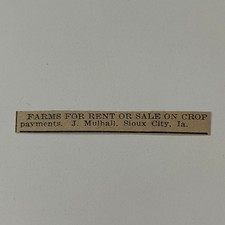 FARMS FOR RENT OR SALE ON CROP
payments. J. Mulhall, Sioux City, Ia.